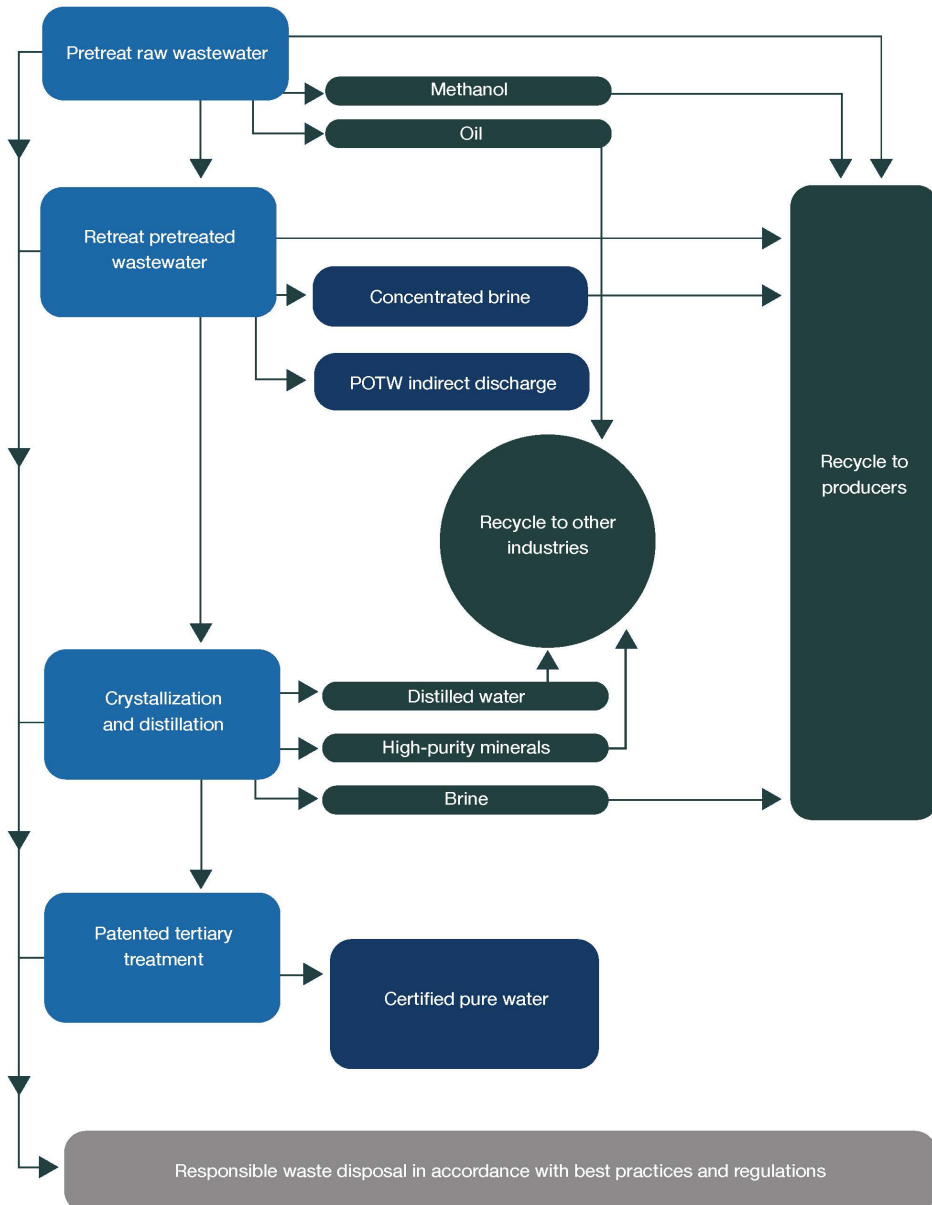 Pretreat raw wastewater
Methanol
Oil
Retreat pretreated
wastewater
Concentrated brine
POTW indirect discharge
Recycle to
producers
Recycle to other
industries
Crystallization
and distillation
Distilled water
High-purity minerals
Brine
Patented tertiary
treatment
Certified pure water
Responsible waste disposal in accordance with best practices and regulations